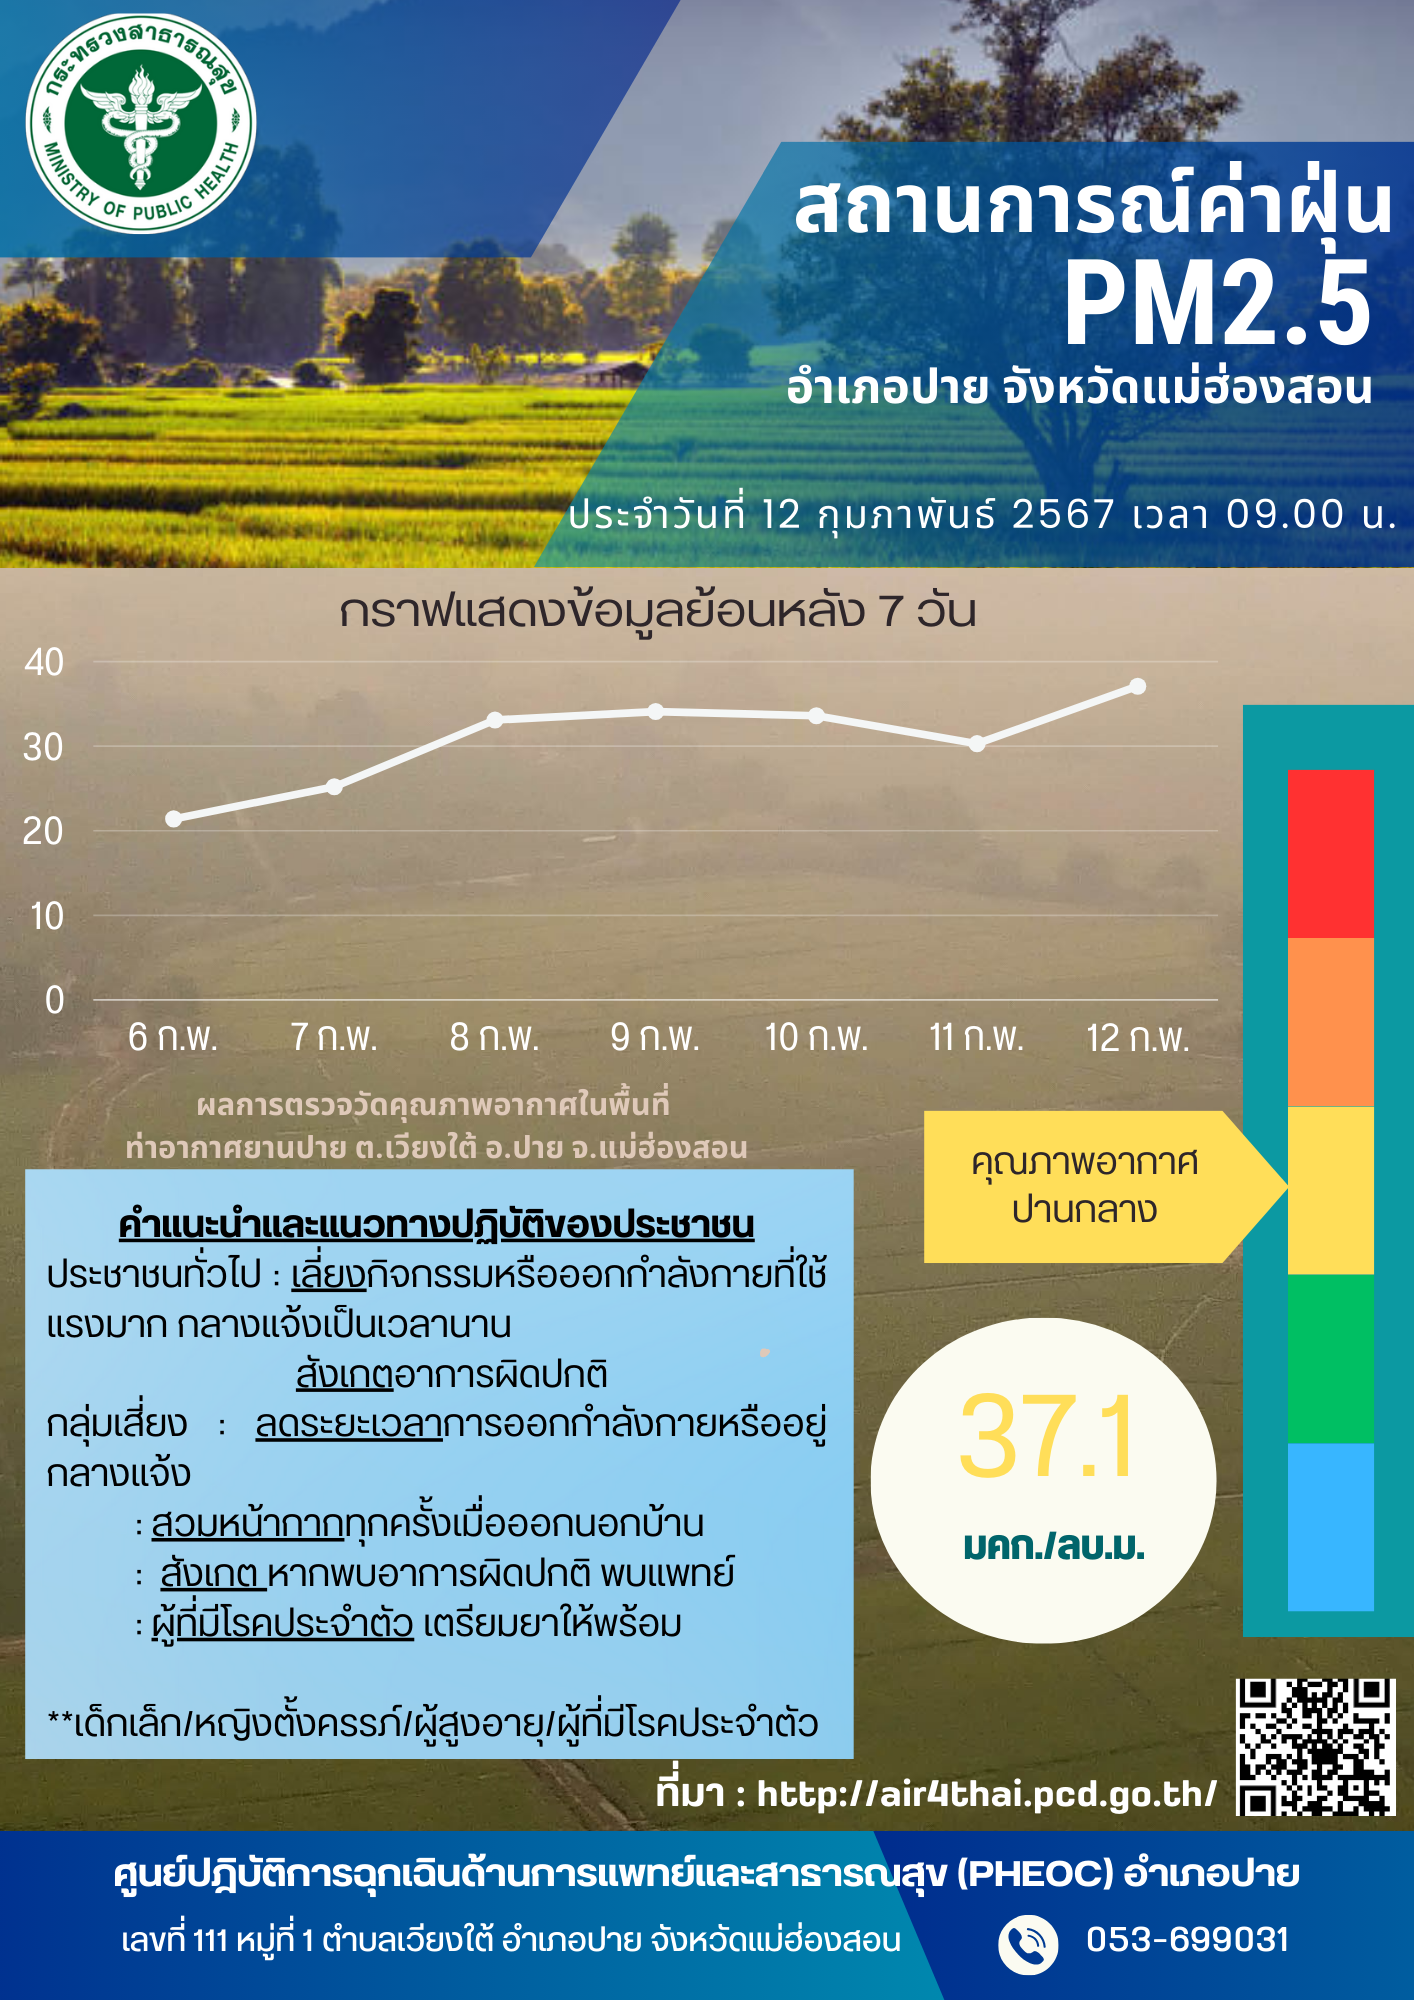 กระทรวงสาธารณสุข
MINISTRY OF PUBLIC HEALTH
สถานการณ์ค่าฝุ่น
PM2.5
อำเภอปาย จังหวัดแม่ฮ่องสอน
ประจำวันที่ 12 กุมภาพันธ์ 2567 เวลา 09.00 น.
กราฟแสดงข้อมูลย้อนหลัง 7 วัน
40
30
20
10
0
6 ก.พ. 7 ก.พ. 8 ก.พ. 9 ก.พ. 10 ก.พ. 11 ก.พ. 12 ก.พ.
ผลการตรวจวัดคุณภาพอากาศในพื้นที่
ท่าอากาศยานปาย ต.เวียงใต้ อ.ปาย จ.แม่ฮ่องสอน
คุณภาพอากาศ
ปานกลาง
คำแนะนำและแนวทางปฏิบัติของประชาชน
ประชาชนทั่วไป : เลี่ยงกิจกรรมหรือออกกำลังกายที่ใช้
แรงมาก กลางแจ้งเป็นเวลานาน
สังเกตอาการผิดปกติ
กลุ่มเสี่ยง : ลดระยะเวลาการออกกำลังกายหรืออยู่
กลางแจ้ง
: สวมหน้ากากทุกครั้งเมื่อออกนอกบ้าน
: สังเกต หากพบอาการผิดปกติ พบแพทย์
: ผู้ที่มีโรคประจำตัว เตรียมยาให้พร้อม
**เด็กเล็ก/หญิงตั้งครรภ์/ผู้สูงอายุ/ผู้ที่มีโรคประจำตัว
37.1
มคก./ลบ.ม.
ที่มา : http://air4thai.pcd.go.th/
ศูนย์ปฎิบัติการฉุกเฉินด้านการแพทย์และสาธารณสุข (PHEOC) อำเภอปาย
เลขที่ 111 หมู่ที่ 1 ตำบลเวียงใต้ อำเภอปาย จังหวัดแม่ฮ่องสอน
053-699031